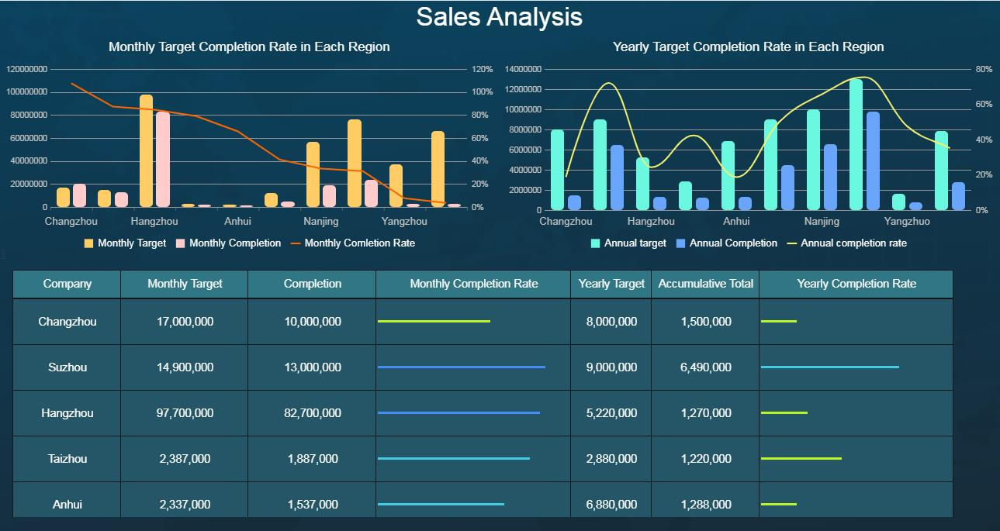 Sales Analysis
Monthly Target Completion Rate in Each Region
120000000
100000000
80000000
60000000
40000000
20000000
0
120%
100%
80%
60%
40%
20%
0%
Changzhou Hangzhou Anhui Nanjing Yangzhou
Monthly Target Monthly Completion Monthly Comletion Rate
Yearly Target Completion Rate in Each Region
14000000
12000000
10000000
8000000
6000000
4000000
2000000
0
80%
60%
40%
20%
0%
Changzhou Hangzhou Anhui Nanjing Yangzhuo
Annual target Annual Completion Annual completion rate
Company Monthly Target Completion Monthly Completion Rate Yearly Target Accumulative Total Yearly Completion Rate
Changzhou 17,000,000 10,000,000 8,000,000 1,500,000
Suzhou 14,900,000 13,000,000 9,000,000 6,490,000
Hangzhou 97,700,000 82,700,000 5,220,000 1,270,000
Taizhou 2,387,000 1,887,000 2,880,000 1,220,000
Anhui 2,337,000 1,537,000 6,880,000 1,288,000